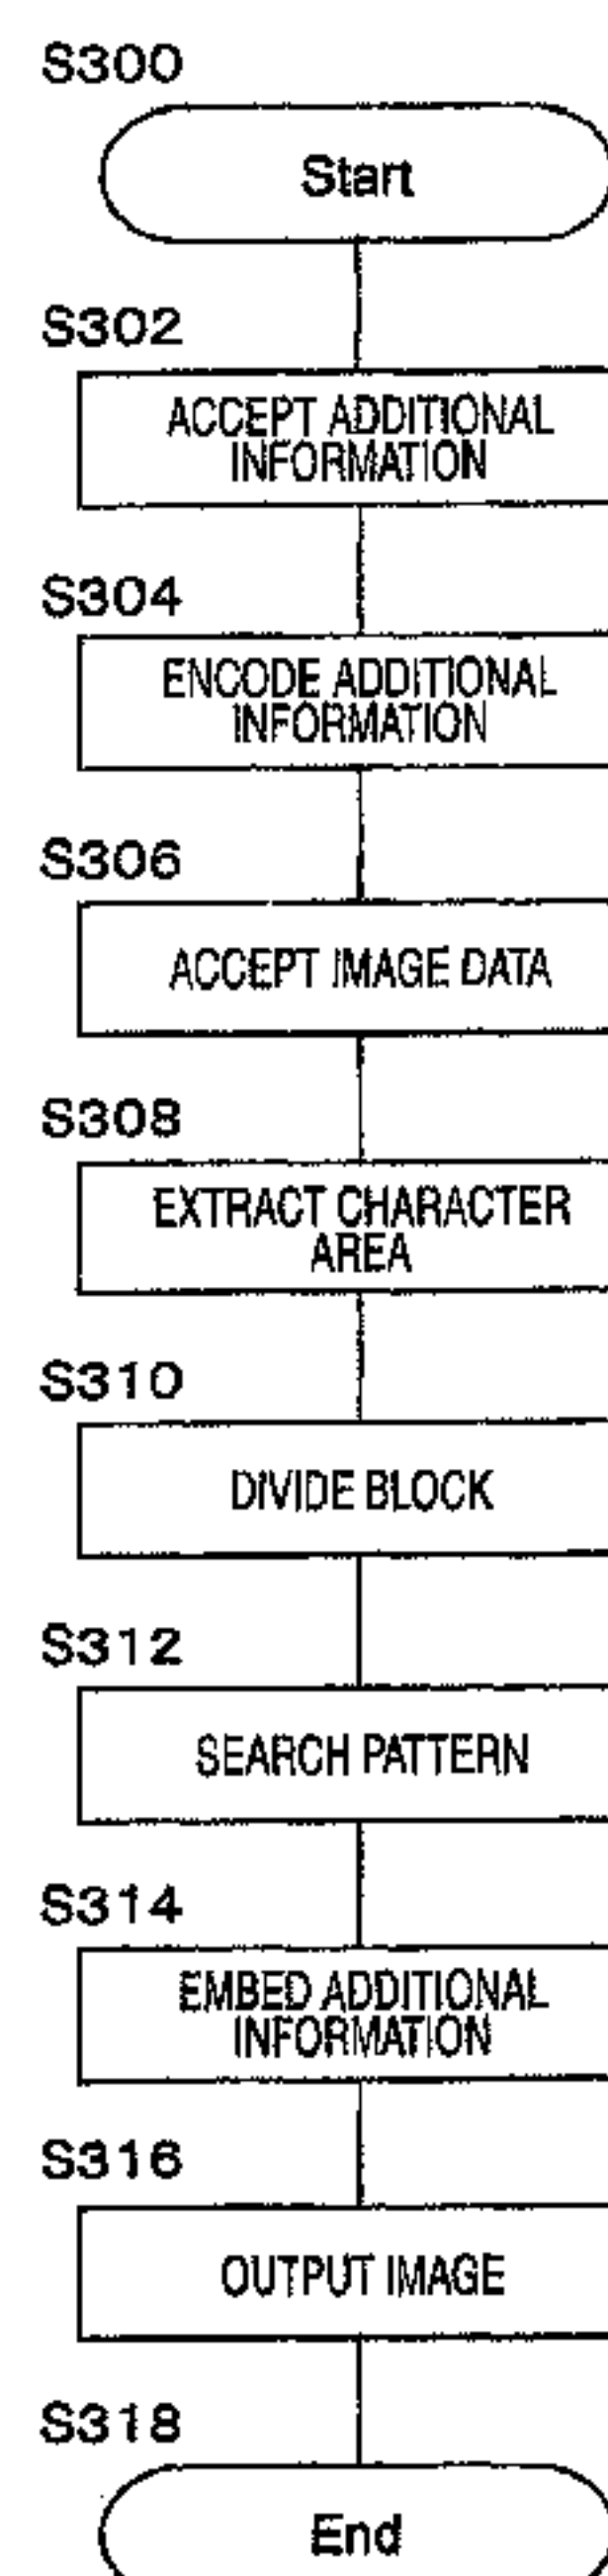 S300
Start
S302
ACCEPT ADDITIONAL
INFORMATION
S304
ENCODE ADDITIONAL
INFORMATION
S306
ACCEPT IMAGE DATA
S308
EXTRACT CHARACTER
AREA
S310
DIVIDE BLOCK
S312
SEARCH PATTERN
S314
EMBED ADDITIONAL
INFORMATION
S316
OUTPUT IMAGE
S318
End